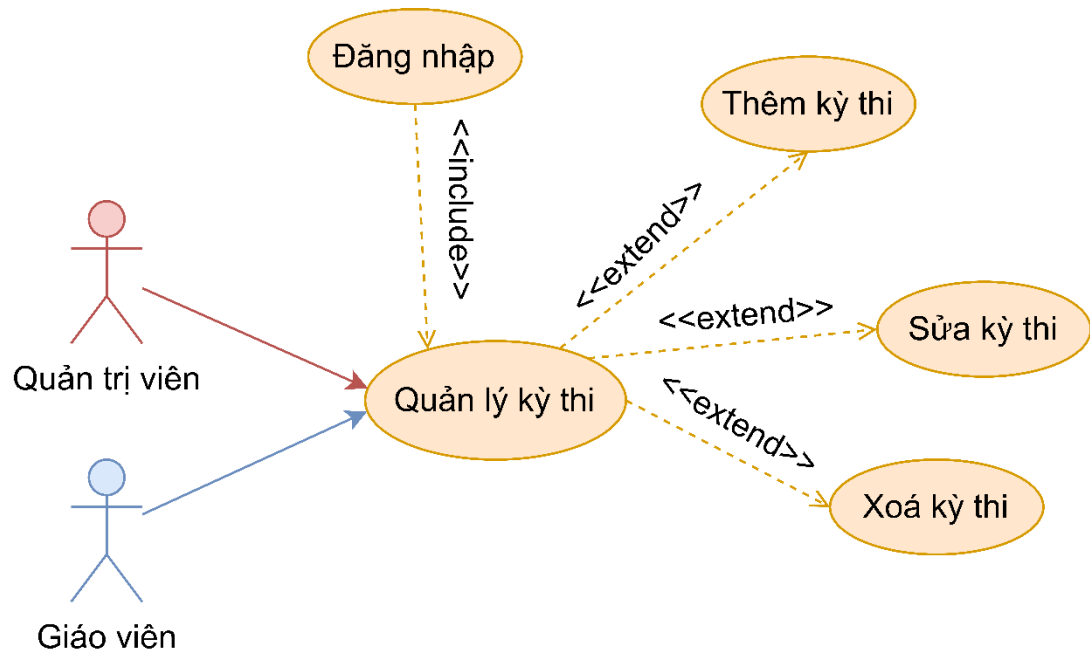 Đăng nhập
Thêm kỳ thi
<<include>>
<<extend>>
<<extend>>
Sửa kỳ thi
Quản trị viên
Quản lý kỳ thi
<<extend>>
Xoá kỳ thi
Giáo viên